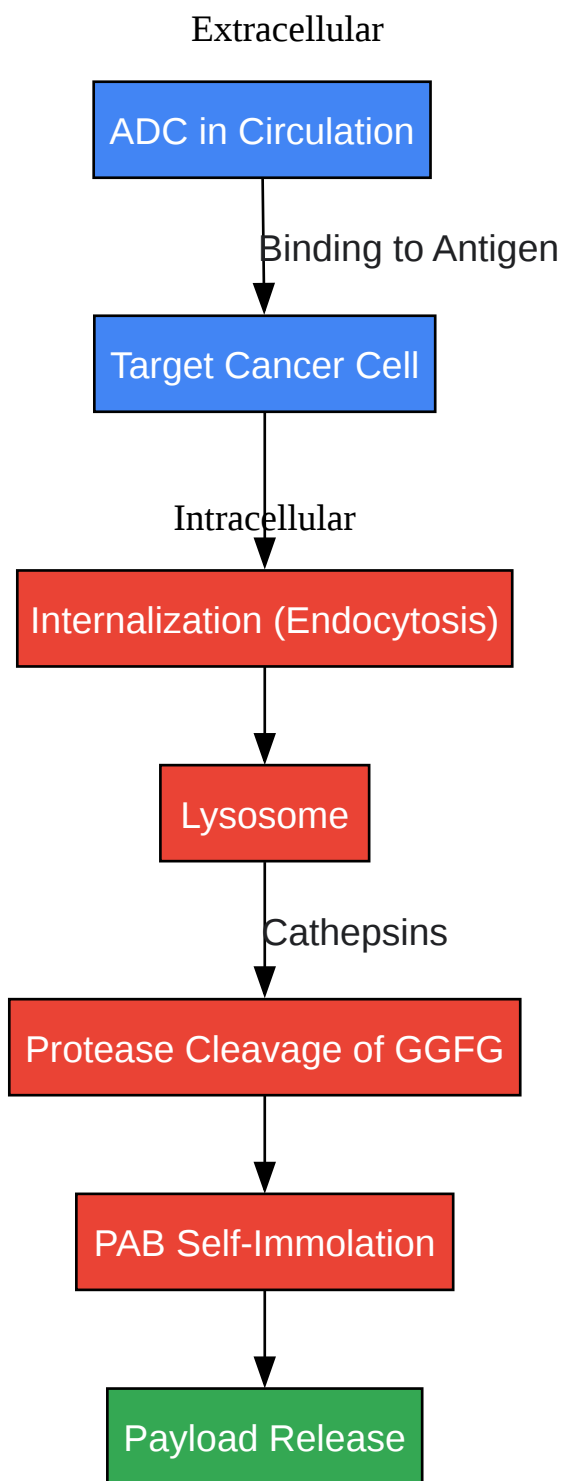 Extracellular
ADC in Circulation
Binding to Antigen
Target Cancer Cell
Intracellular
Internalization (Endocytosis)
Lysosome
Cathepsins
Protease Cleavage of GGFG
PAB Self-Immolation
Payload Release